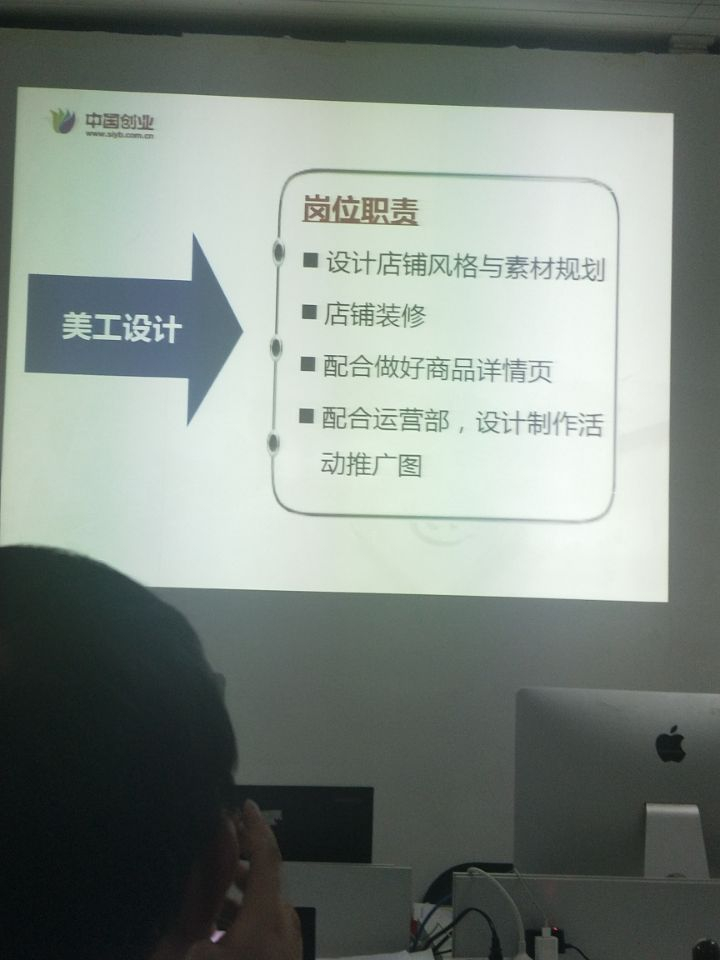 中国创业
www.siyb.com.cn
岗位职责
■ 设计店铺风格与素材规划
■ 店铺装修
美工设计
■ 配合做好商品详情页
■ 配合运营部，设计制作活
动推广图